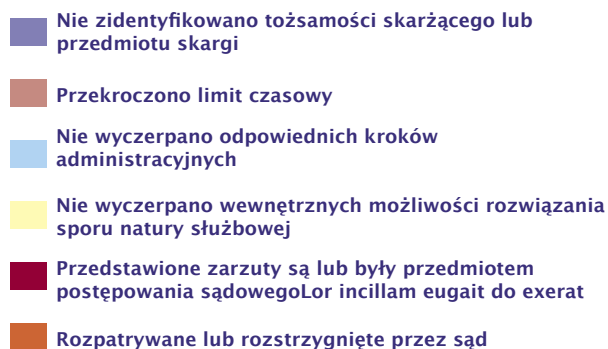 Nie zidentyfikowano tożsamości skarżącego lub
przedmiotu skargi
Przekroczono limit czasowy
Nie wyczerpano odpowiednich kroków
administracyjnych
Nie wyczerpano wewnętrznych możliwości rozwiązania
sporu natury służbowej
Przedstawione zarzuty są lub były przedmiotem
postępowania sądowegoLor incillam eugait do exerat
Rozpatrywane lub rozstrzygnięte przez sąd